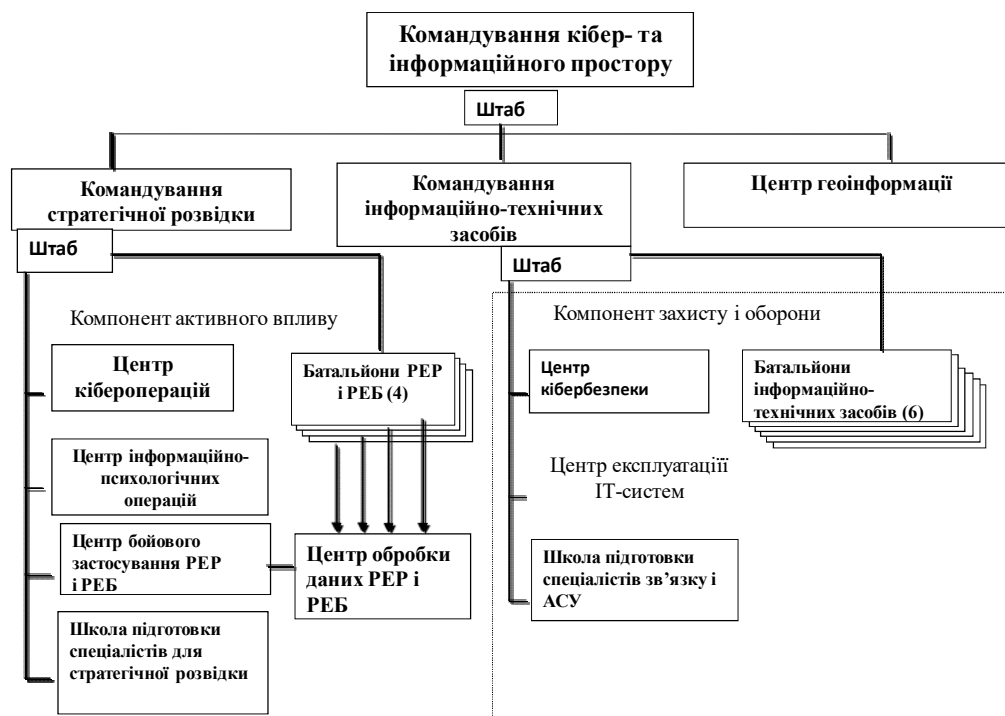 Командування кібер- та
інформаційного простору
Штаб
Командування
стратегічної розвідки
Командування
інформаційно-технічних
засобів
Центр геоінформації
Штаб
Штаб
Компонент активного впливу
Компонент захисту і оборони
Центр
кібероперацій
Батальйони РЕР
і РЕБ (4)
Центр
кібербезпеки
Батальйони
інформаційно-
технічних засобів (6)
Центр інформаційно-
психологічних
операцій
Центр експлуатаціїї
ІТ-систем
Центр бойового
застосування РЕР
і РЕБ
Центр обробки
даних РЕР і
РЕБ
Школа підготовки
спеціалістів зв’язку і
АСУ
Школа підготовки
спеціалістів для
стратегічної розвідки